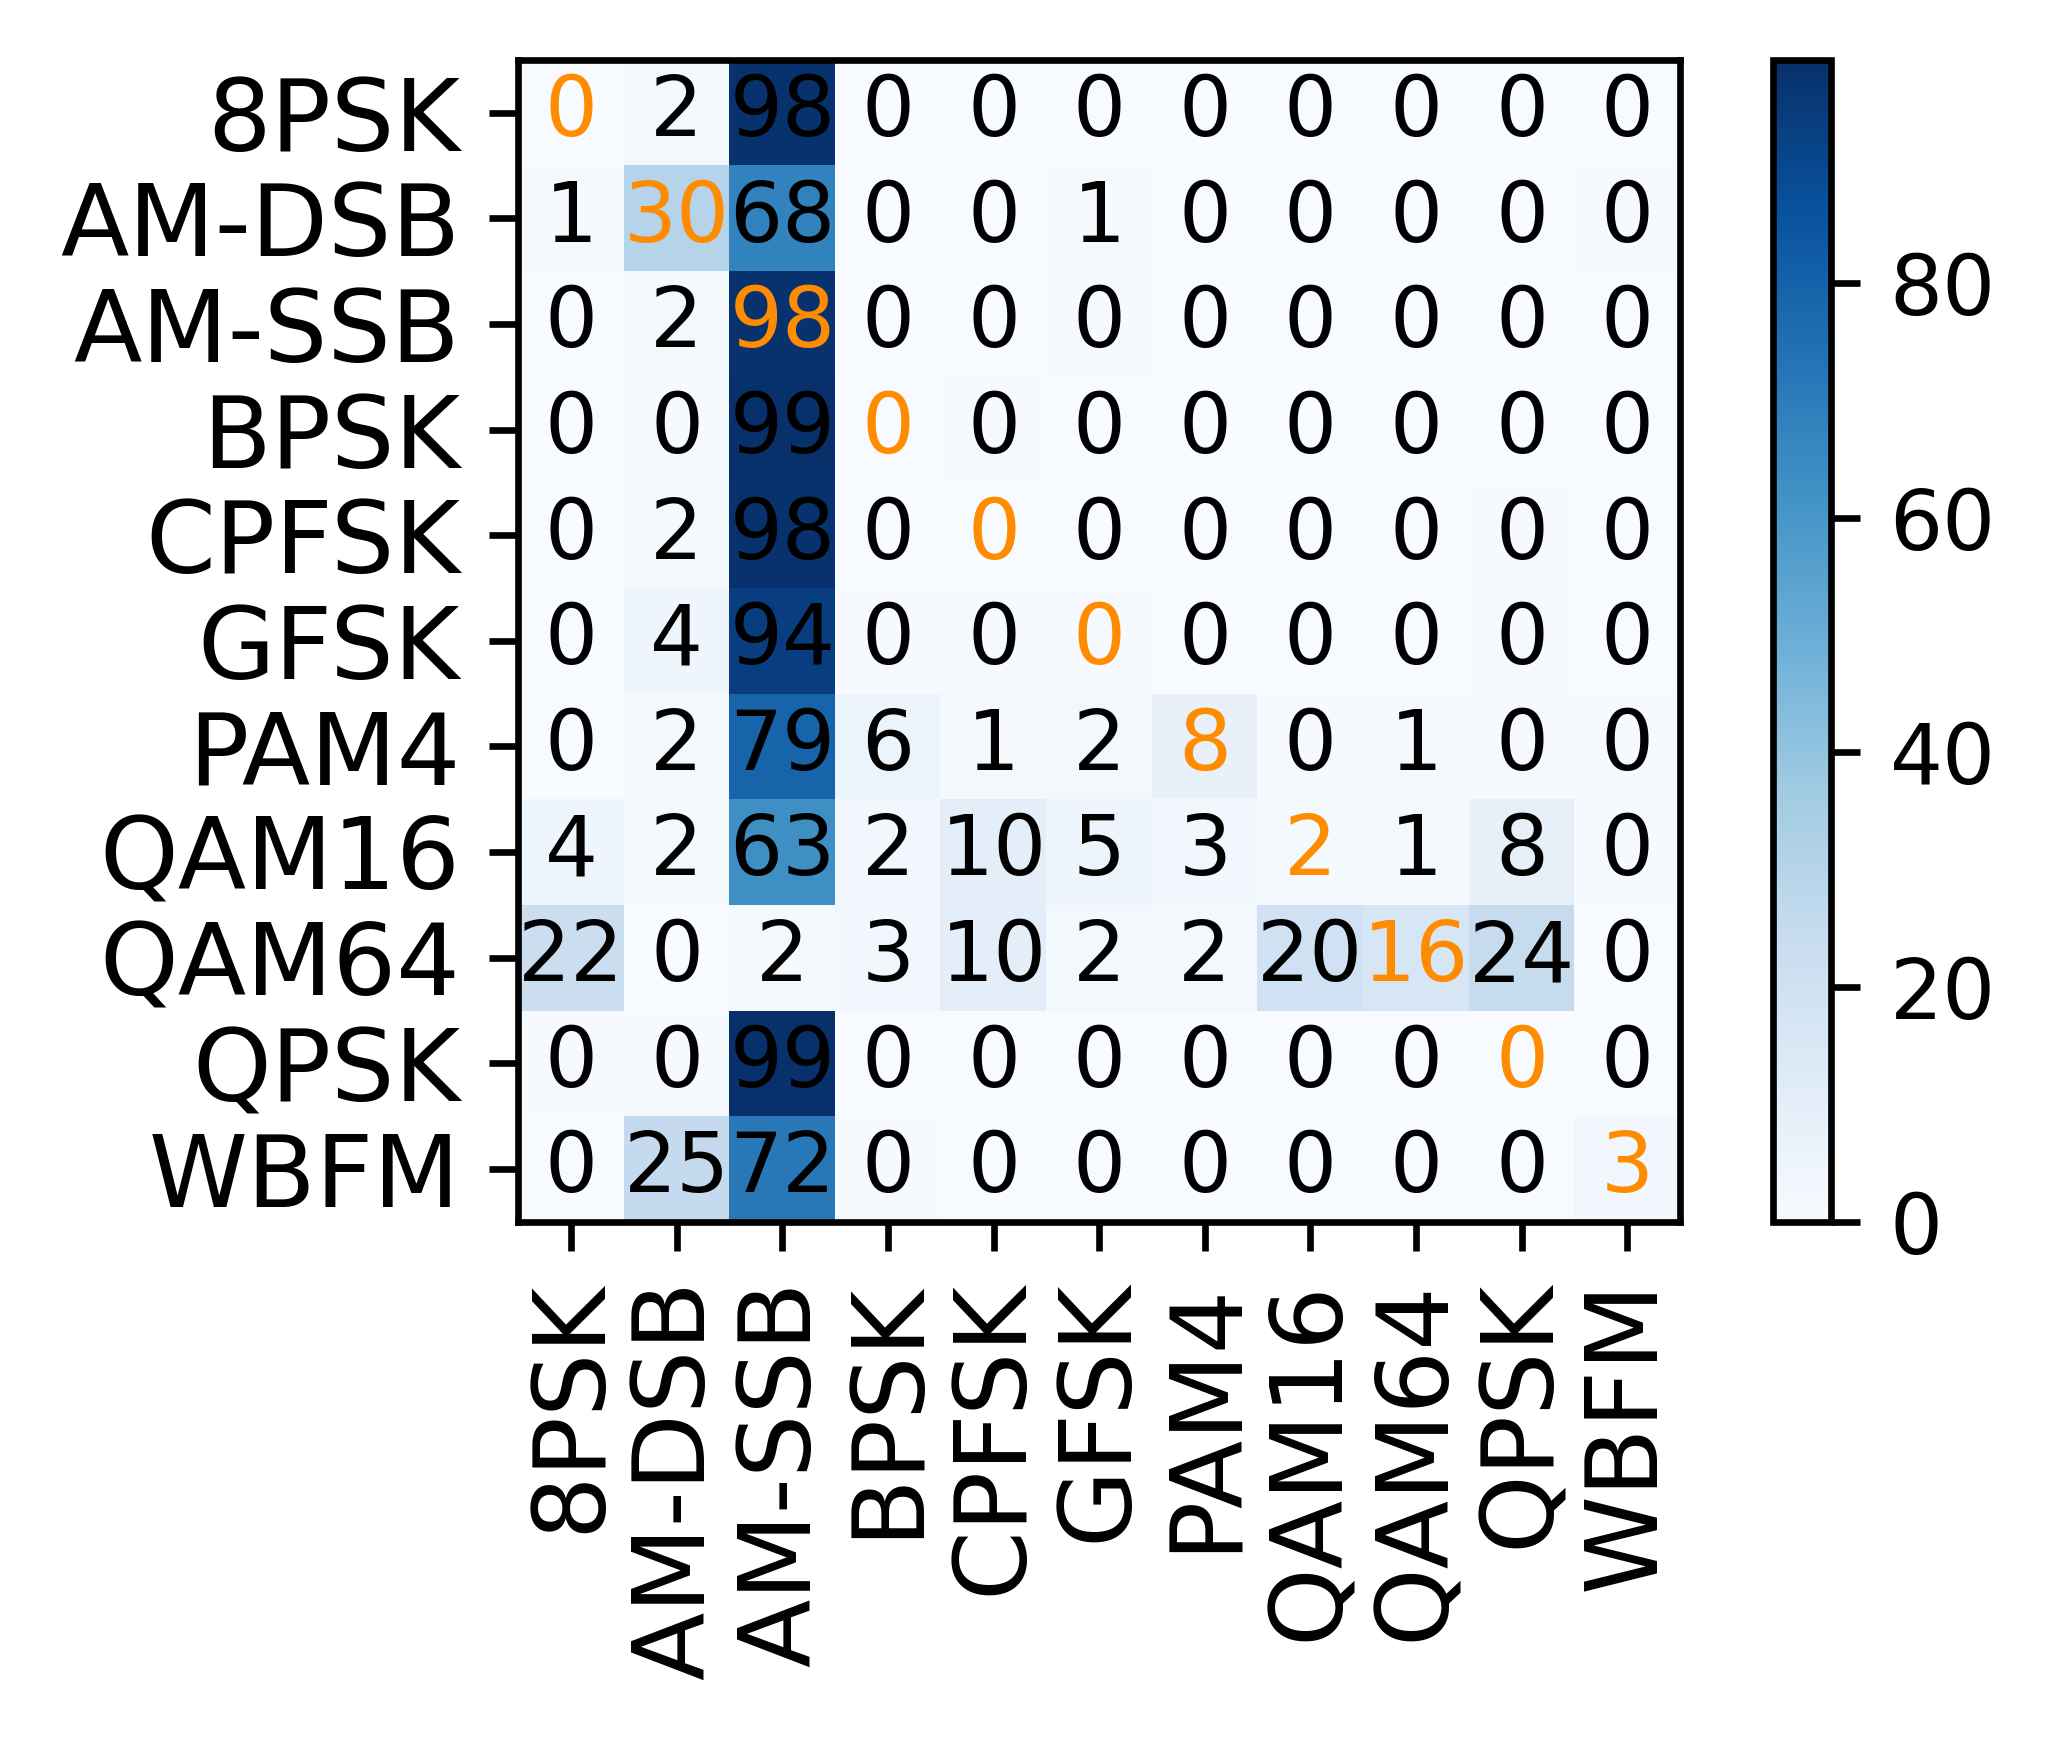 8PSK 0 2 98 0 0 0 0 0 0 0 0
AM-DSB 1 30 68 0 0 1 0 0 0 0 0
AM-SSB 0 2 98 0 0 0 0 0 0 0 0
BPSK 0 0 99 0 0 0 0 0 0 0 0
CPFSK 0 2 98 0 0 0 0 0 0 0 0
GFSK 0 4 94 0 0 0 0 0 0 0 0
PAM4 0 2 79 6 1 2 8 0 1 0 0
QAM16 4 2 63 2 10 5 3 2 1 8 0
QAM64 22 0 2 3 10 2 2 20 16 24 0
QPSK 0 0 99 0 0 0 0 0 0 0 0
WBFM 0 25 72 0 0 0 0 0 0 0 3
8PSK
AM-DSB
AM-SSB
BPSK
CPFSK
GFSK
PAM4
QAM16
QAM64
QPSK
WBFM
80
60
40
20
0